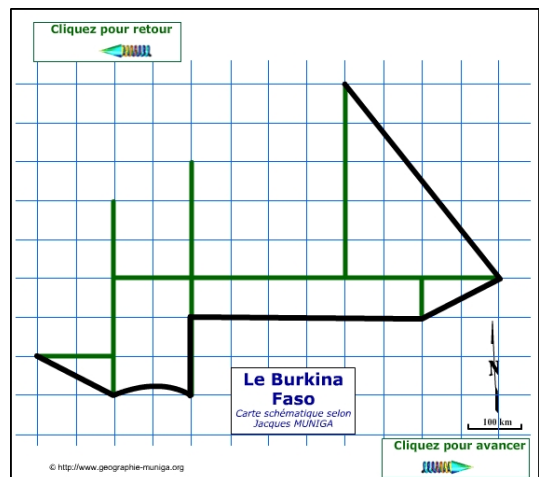 Cliquez pour retour
Le Burkina
Faso
Carte schématique selon
Jacques MUNIGA
N
100 km
Cliquez pour avancer
© http://www.geographie-muniga.org